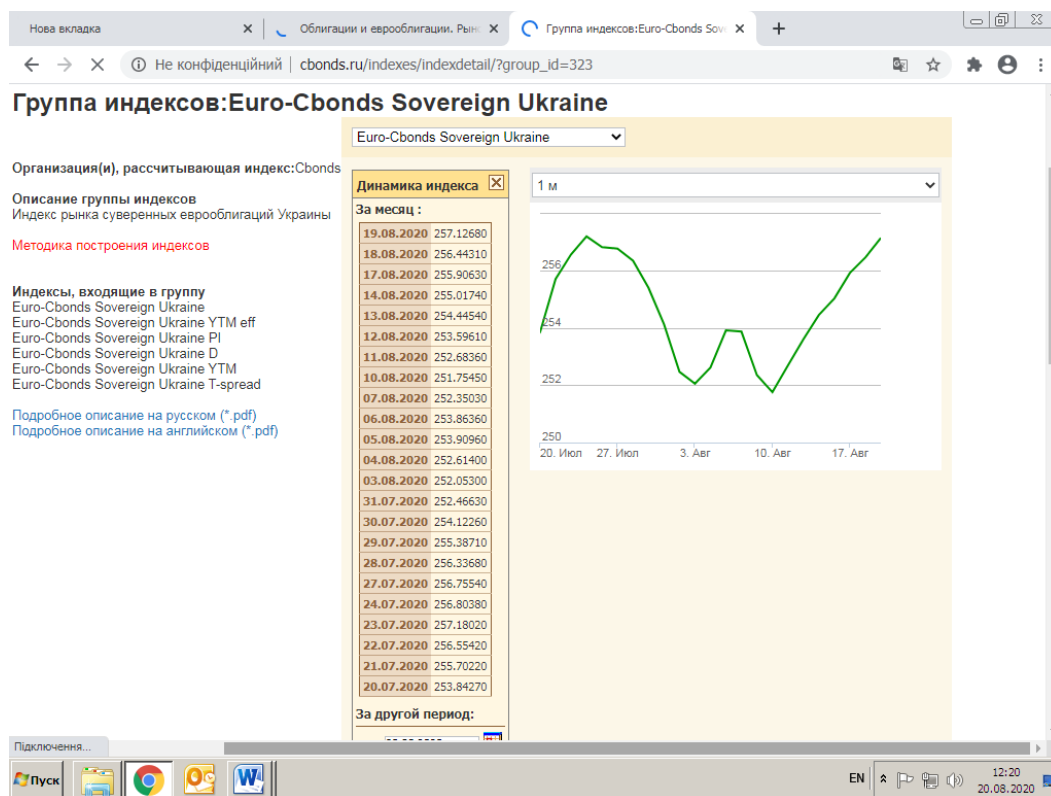 Нова вкладка
Облигации и еврооблигации. Рын
Группа индексов:Euro-Cbonds Sov
Не конфіденційний | cbonds.ru/indexes/indexdetail/?group_id=323
Группа индексов:Euro-Cbonds Sovereign Ukraine
Euro-Cbonds Sovereign Ukraine
Организация(и), рассчитывающая индекс:Cbonds
Описание группы индексов
Индекс рынка суверенных еврооблигаций Украины
Методика построения индексов
Индексы, входящие в группу
Euro-Cbonds Sovereign Ukraine
Euro-Cbonds Sovereign Ukraine YTM eff
Euro-Cbonds Sovereign Ukraine PI
Euro-Cbonds Sovereign Ukraine D
Euro-Cbonds Sovereign Ukraine YTM
Euro-Cbonds Sovereign Ukraine T-spread
Подробное описание на русском (*.pdf)
Подробное описание на английском (*.pdf)
Динамика индекса
За месяц :
19.08.2020 257.12680
18.08.2020 256.44310
17.08.2020 255.90630
14.08.2020 255.01740
13.08.2020 254.44540
12.08.2020 253.59610
11.08.2020 252.68360
10.08.2020 251.75450
07.08.2020 252.35030
06.08.2020 253.86360
05.08.2020 253.90960
04.08.2020 252.61400
03.08.2020 252.05300
31.07.2020 252.46630
30.07.2020 254.12260
29.07.2020 255.38710
28.07.2020 256.33680
27.07.2020 256.75540
24.07.2020 256.80380
23.07.2020 257.18020
22.07.2020 256.55420
21.07.2020 255.70220
20.07.2020 253.84270
За другой период:
1 м
256
254
252
250
20. Июл 27. Июл 3. Авг 10. Авг 17. Авг
Підключення...
Пуск
EN
12:20
20.08.2020